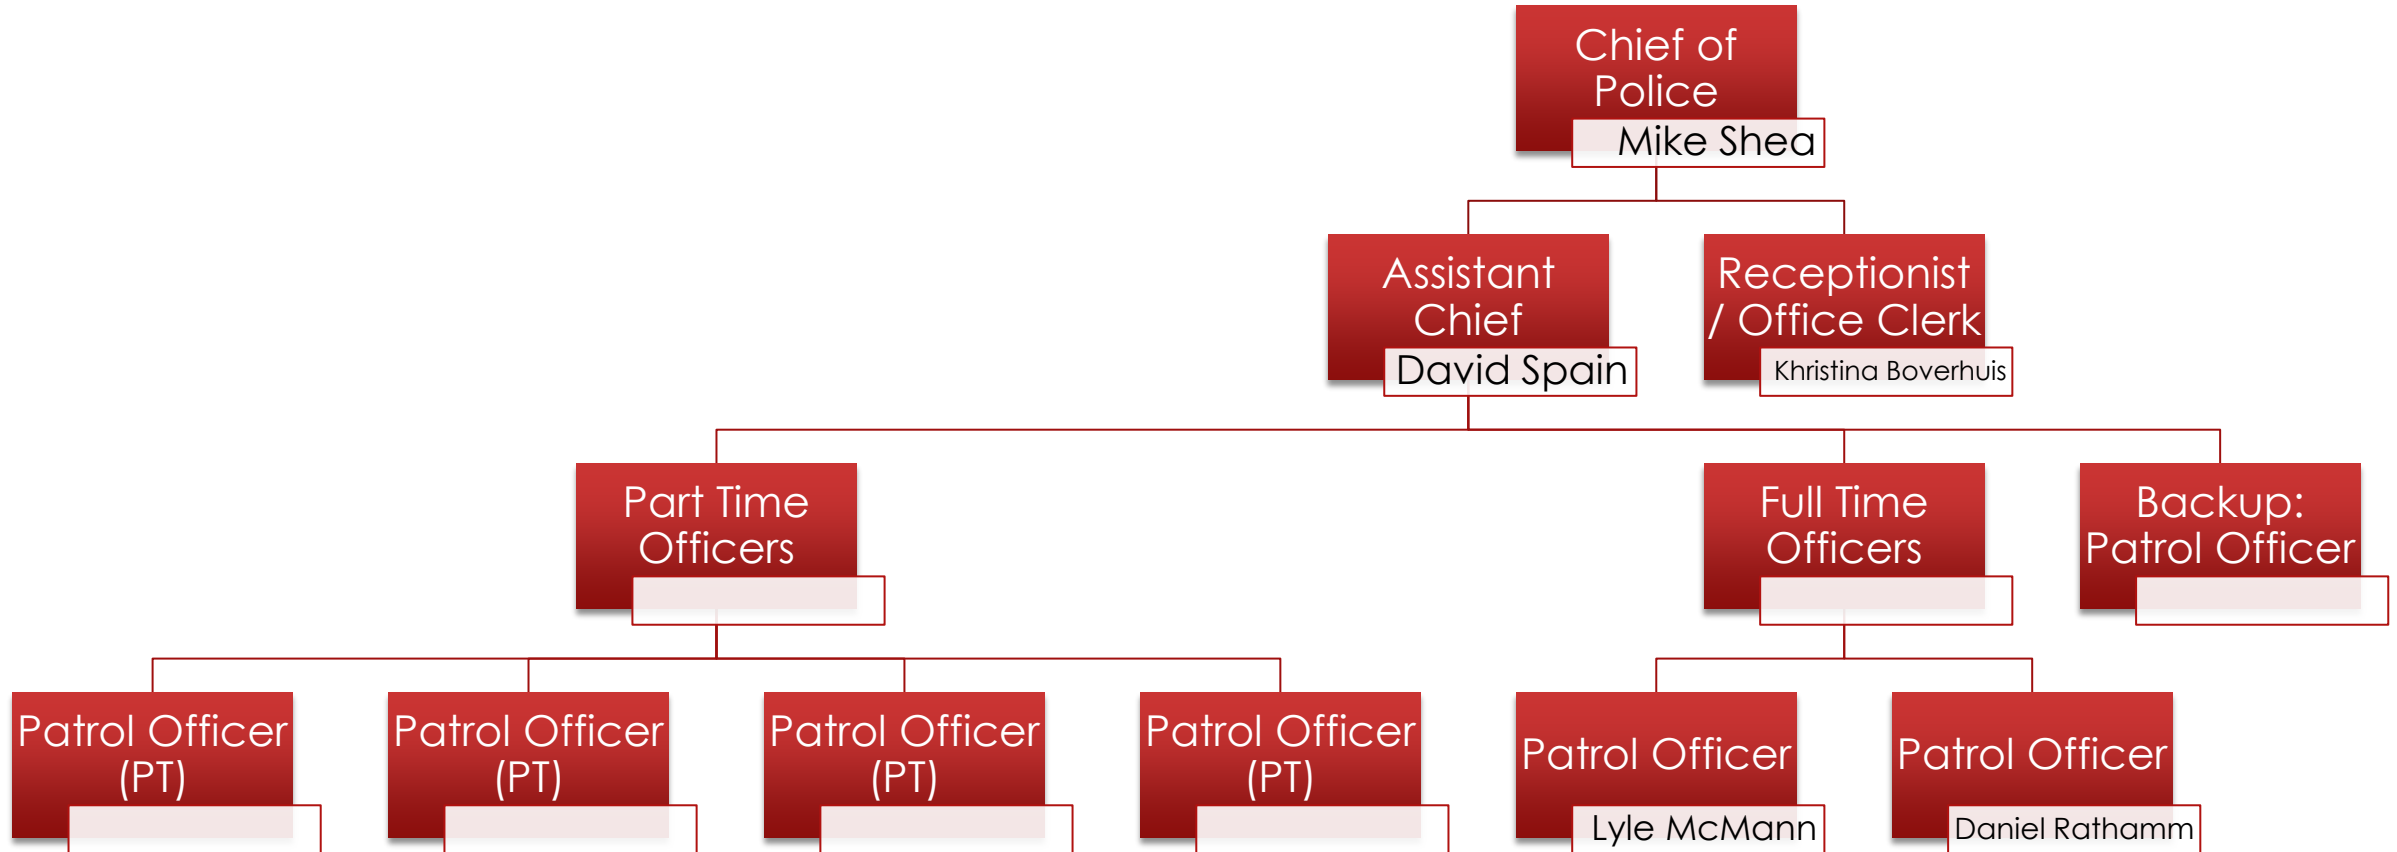 Chief of
Police
Mike Shea
Assistant
Chief
David Spain
Receptionist
/ Office Clerk
Khristina Boverhuis
Part Time
Officers
Full Time
Officers
Backup:
Patrol Officer
Patrol Officer
(PT)
Patrol Officer
(PT)
Patrol Officer
(PT)
Patrol Officer
(PT)
Patrol Officer
Lyle McMann
Patrol Officer
Daniel Rathamm